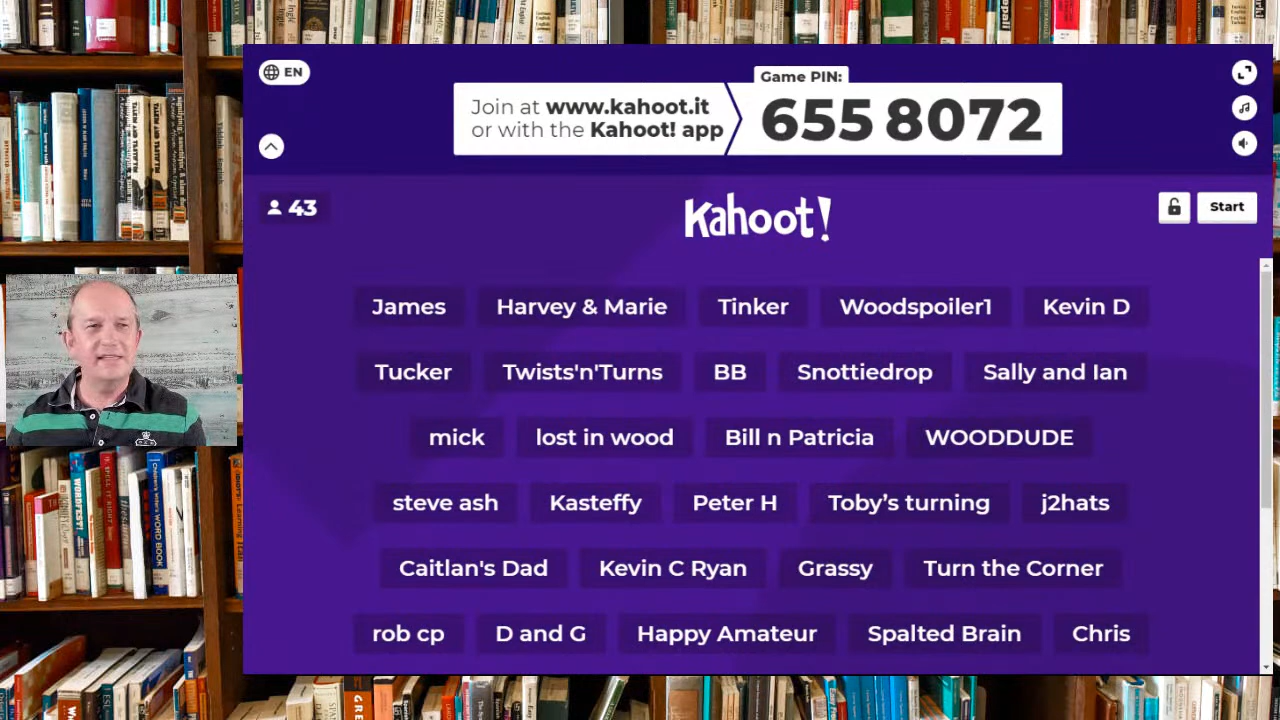 EN
Game PIN:
Join at www.kahoot.it
or with the Kahoot! app
655 8072
43
Kahoot!
Start
James Harvey & Marie Tinker Woodspoiler1 Kevin D
Tucker Twists'n'Turns BB Snottiedrop Sally and Ian
mick lost in wood Bill n Patricia WOODDUDE
steve ash Kasteffy Peter H Toby’s turning j2hats
Caitlan's Dad Kevin C Ryan Grassy Turn the Corner
rob cp D and G Happy Amateur Spalted Brain Chris